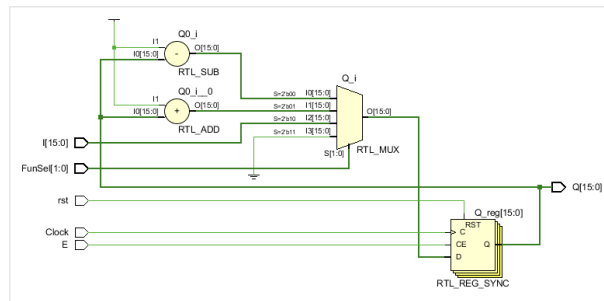 Q0_i
I1
I0[15:0]
-
O[15:0]
RTL_SUB
Q0_i__0
I1
I0[15:0]
+
O[15:0]
RTL_ADD
Q_i
S=2'b00 I0[15:0]
S=2'b01 I1[15:0]
S=2'b10 I2[15:0]
S=2'b11 I3[15:0]
O[15:0]
S[1:0]
RTL_MUX
I[15:0]
FunSel[1:0]
Q[15:0]
rst
Clock
E
Q_reg[15:0]
RST
C
CE
Q
D
RTL_REG_SYNC